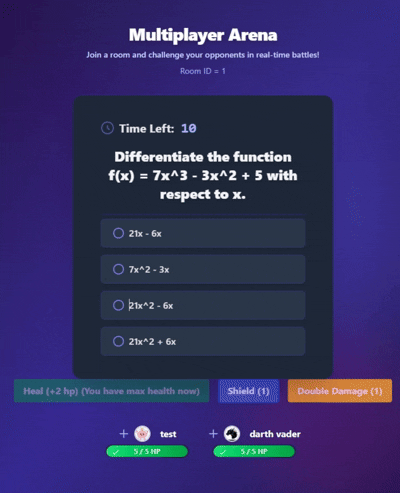 Multiplayer Arena
Join a room and challenge your opponents in real-time battles!
Room ID = 1
Time Left: 10
Differentiate the function
f(x) = 7x^3 - 3x^2 + 5 with
respect to x.
21x - 6x
7x^2 - 3x
21x^2 - 6x
21x^2 + 6x
Heal (+2 hp) (You have max health now) Shield (1) Double Damage (1)
test darth vader
5 / 5 HP 5 / 5 HP